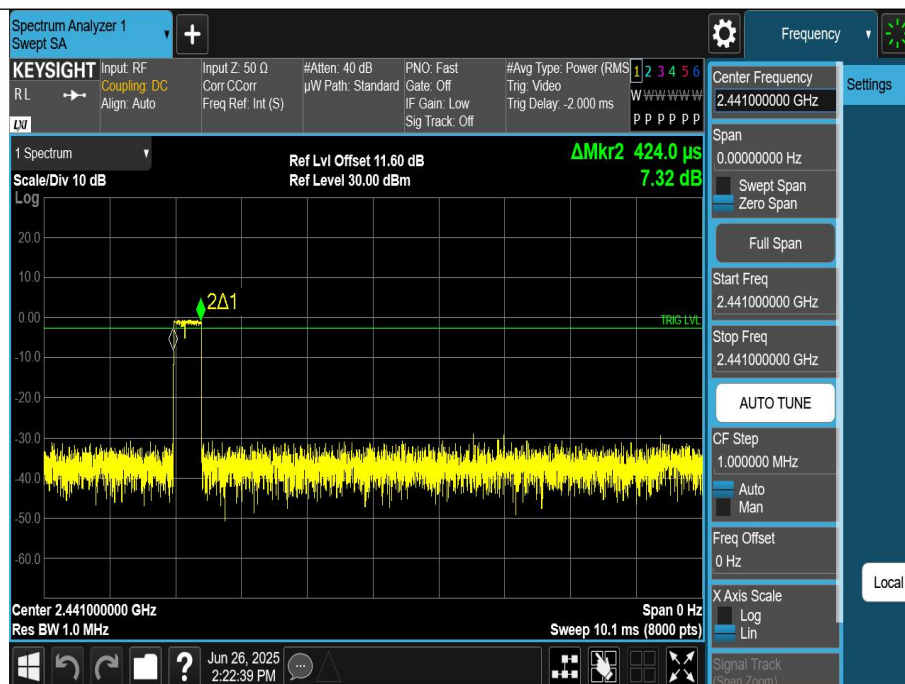 Spectrum Analyzer 1
Swept SA
+
Frequency
KEYSIGHT
RL
LXI
Input: RF
Coupling: DC
Align: Auto
Input Z: 50 Ω
Corr CCorr
Freq Ref: Int (S)
#Atten: 40 dB
µW Path: Standard
PNO: Fast
Gate: Off
IF Gain: Low
Sig Track: Off
#Avg Type: Power (RMS
Trig: Video
Trig Delay: -2.000 ms
1 2 3 4 5 6
W W W W W W
P P P P P P
Center Frequency
2.441000000 GHz
Settings
Span
0.00000000 Hz
Swept Span
Zero Span
Full Span
Start Freq
2.441000000 GHz
Stop Freq
2.441000000 GHz
AUTO TUNE
CF Step
1.000000 MHz
Auto
Man
Freq Offset
0 Hz
X Axis Scale
Log
Lin
Signal Track
(Span Zoom)
Local
1 Spectrum
Scale/Div 10 dB
Ref Lvl Offset 11.60 dB
Ref Level 30.00 dBm
ΔMkr2 424.0 µs
7.32 dB
Log
20.0
10.0
0.00
-10.0
-20.0
-30.0
-40.0
-50.0
-60.0
2Δ1
TRIG LVL
Center 2.441000000 GHz
Res BW 1.0 MHz
Span 0 Hz
Sweep 10.1 ms (8000 pts)
?
Jun 26, 2025
2:22:39 PM